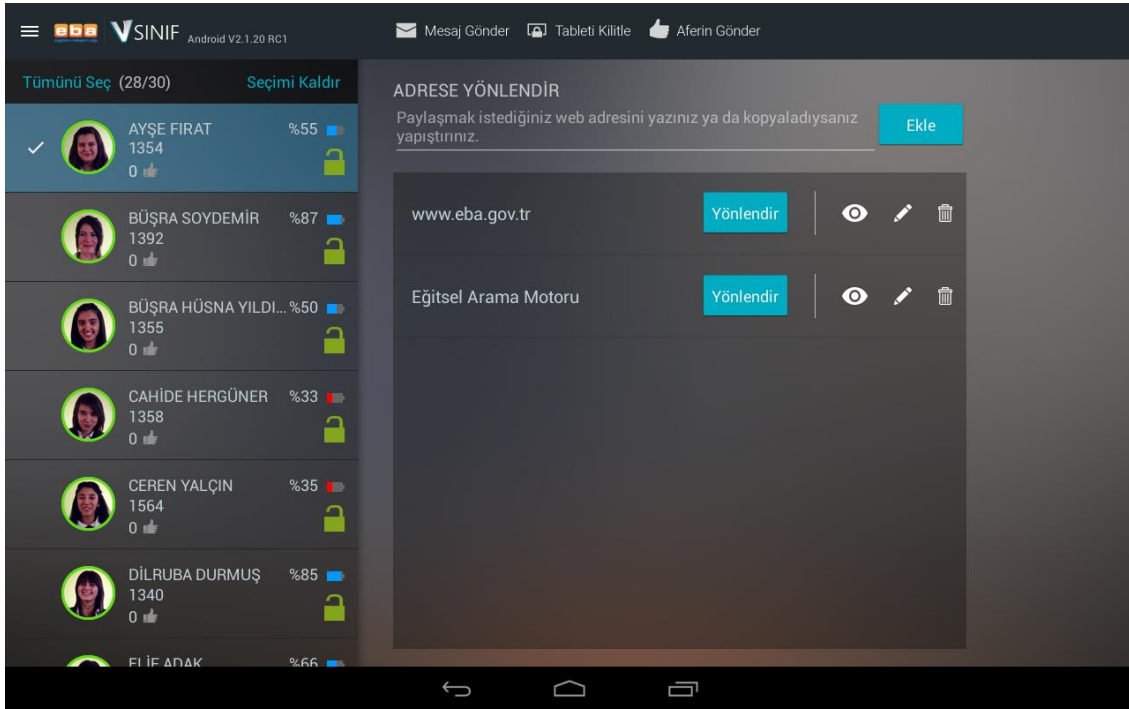 eba VSINIF Android V2.1.20 RC1
Mesaj Gönder Tableti Kilitle Aferin Gönder
Tümünü Seç (28/30) Seçimi Kaldır
AYŞE FIRAT %55
1354
0
BÜŞRA SOYDEMİR %87
1392
0
BÜŞRA HÜSNA YILDI... %50
1355
0
CAHİDE HERGÜNER %33
1358
0
CEREN YALÇIN %35
1564
0
DİLRUBA DURMUŞ %85
1340
0
ELİF ADAK %66
ADRESE YÖNLENDİR
Paylaşmak istediğiniz web adresini yazınız ya da kopyaladıysanız
yapıştırınız.
Ekle
www.eba.gov.tr Yönlendir
Eğitsel Arama Motoru Yönlendir